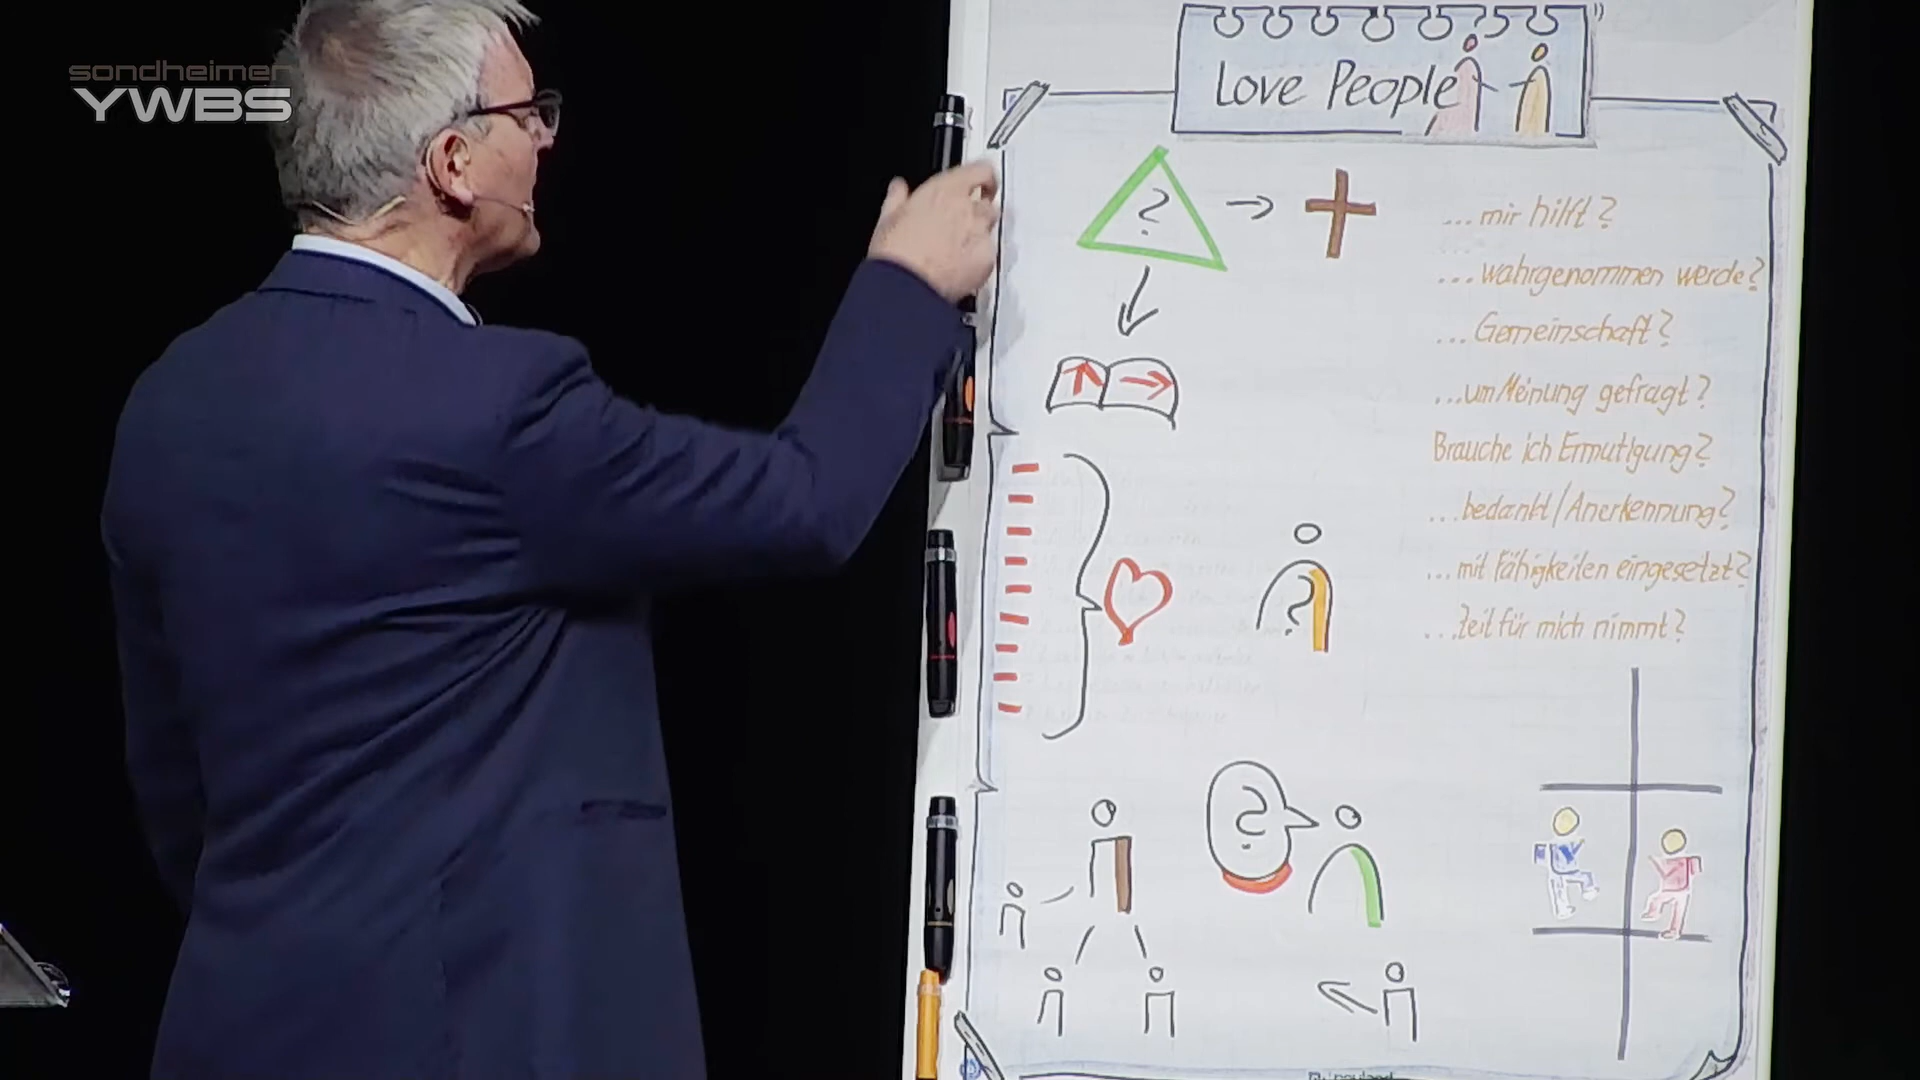 sondheimer
YWBS
Love People
?
...mir hilft?
...wahrgenommen werde?
...Gemeinschaft?
...um Meinung gefragt?
Brauche ich Ermutigung?
...bedankt/Anerkennung?
...mit Fähigkeiten eingesetzt?
...Zeit für mich nimmt?
?
?